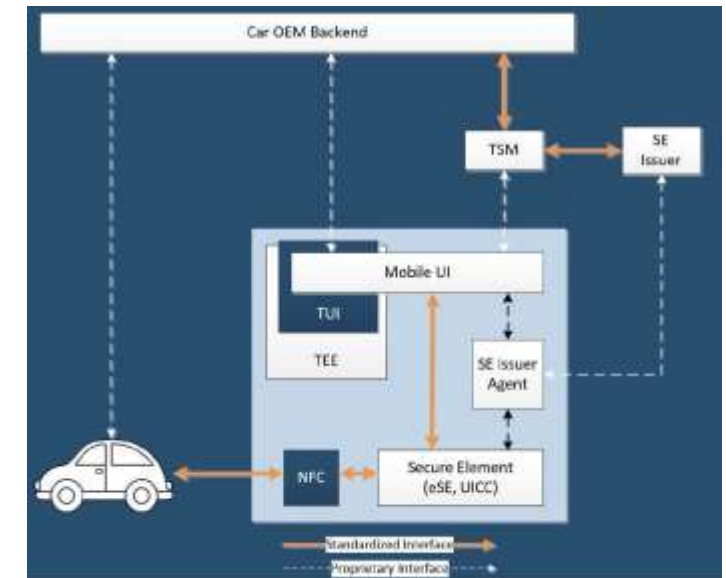 Car OEM Backend
TSM
SE
Issuer
Mobile UI
TUI
TEE
SE Issuer
Agent
NFC
Secure Element
(eSE, UICC)
Standardized Interface
Proprietary Interface